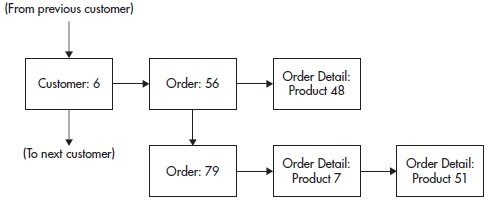 (From previous customer)
Customer: 6
Order: 56
Order Detail:
Product 48
(To next customer)
Order: 79
Order Detail:
Product 7
Order Detail:
Product 51